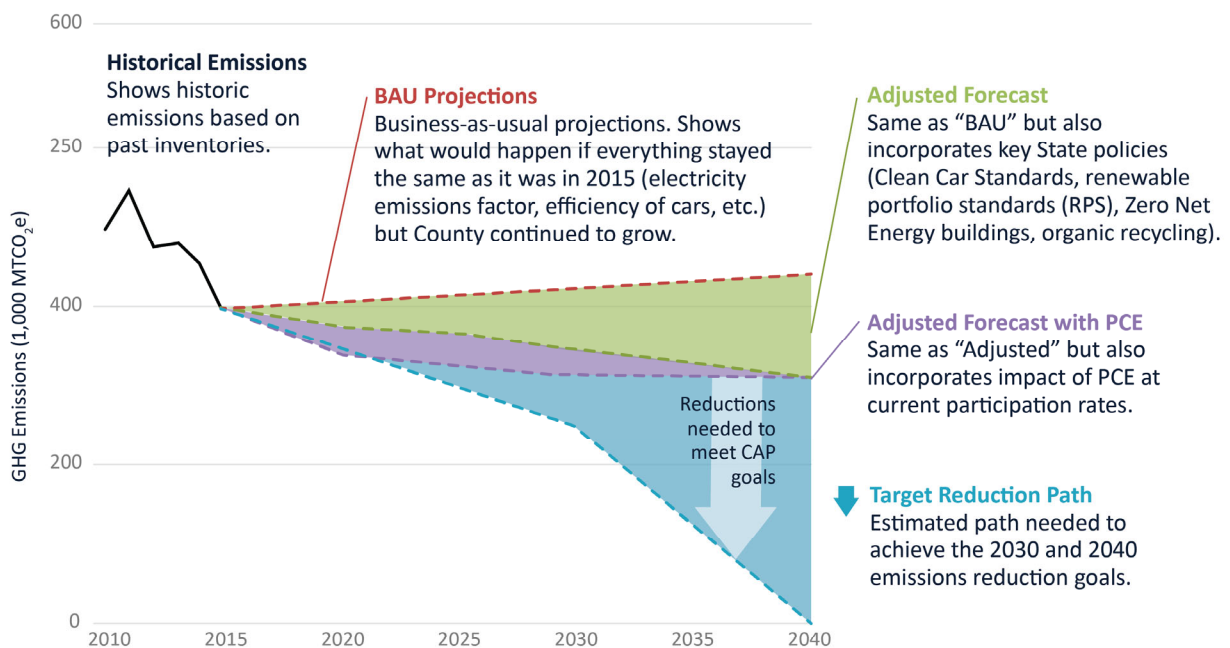 600
250
400
200
0
GHG Emissions (1,000 MTCO₂e)
Historical Emissions
Shows historic
emissions based on
past inventories.
BAU Projections
Business-as-usual projections. Shows
what would happen if everything stayed
the same as it was in 2015 (electricity
emissions factor, efficiency of cars, etc.)
but County continued to grow.
Adjusted Forecast
Same as “BAU” but also
incorporates key State policies
(Clean Car Standards, renewable
portfolio standards (RPS), Zero Net
Energy buildings, organic recycling).
Adjusted Forecast with PCE
Same as “Adjusted” but also
incorporates impact of PCE at
current participation rates.
Reductions
needed to
meet CAP
goals
Target Reduction Path
Estimated path needed to
achieve the 2030 and 2040
emissions reduction goals.
2010 2015 2020 2025 2030 2035 2040